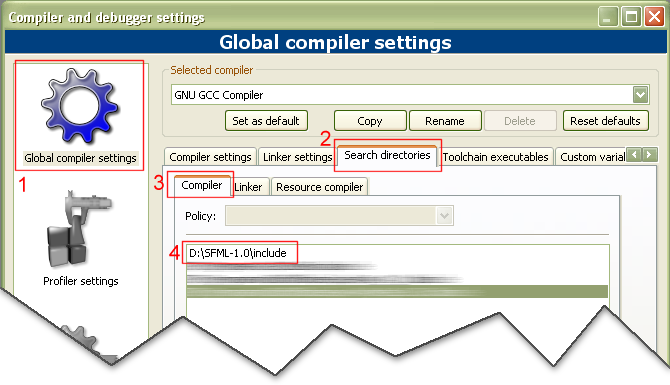 Compiler and debugger settings
Global compiler settings
Selected compiler
GNU GCC Compiler
Set as default Copy Rename Delete Reset defaults
2
Compiler settings Linker settings Search directories Toolchain executables Custom varial
Global compiler settings
1
3 Compiler Linker Resource compiler
Policy:
4 D:\SFML-1.0\include
Profiler settings